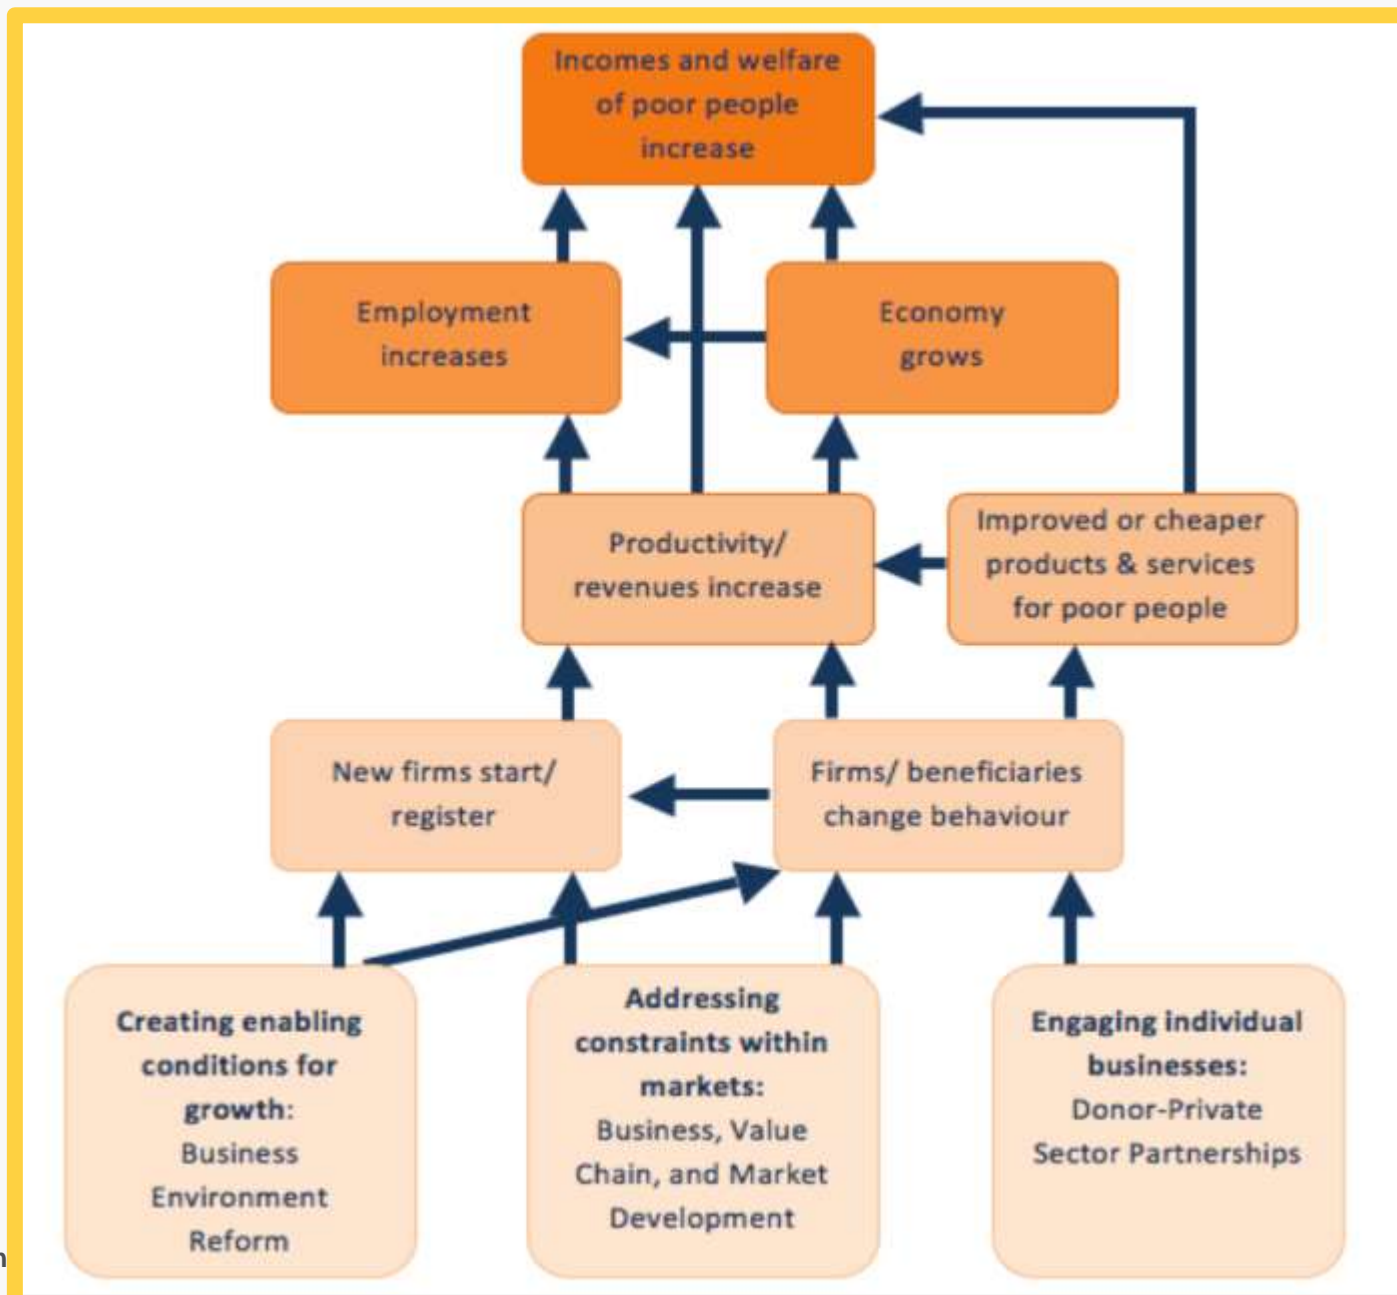 Incomes and welfare
of poor people
increase
Employment
increases
Economy
grows
Productivity/
revenues increase
Improved or cheaper
products & services
for poor people
New firms start/
register
Firms/ beneficiaries
change behaviour
Creating enabling
conditions for
growth:
Business
Environment
Reform
Addressing
constraints within
markets:
Business, Value
Chain, and Market
Development
Engaging individual
businesses:
Donor-Private
Sector Partnerships